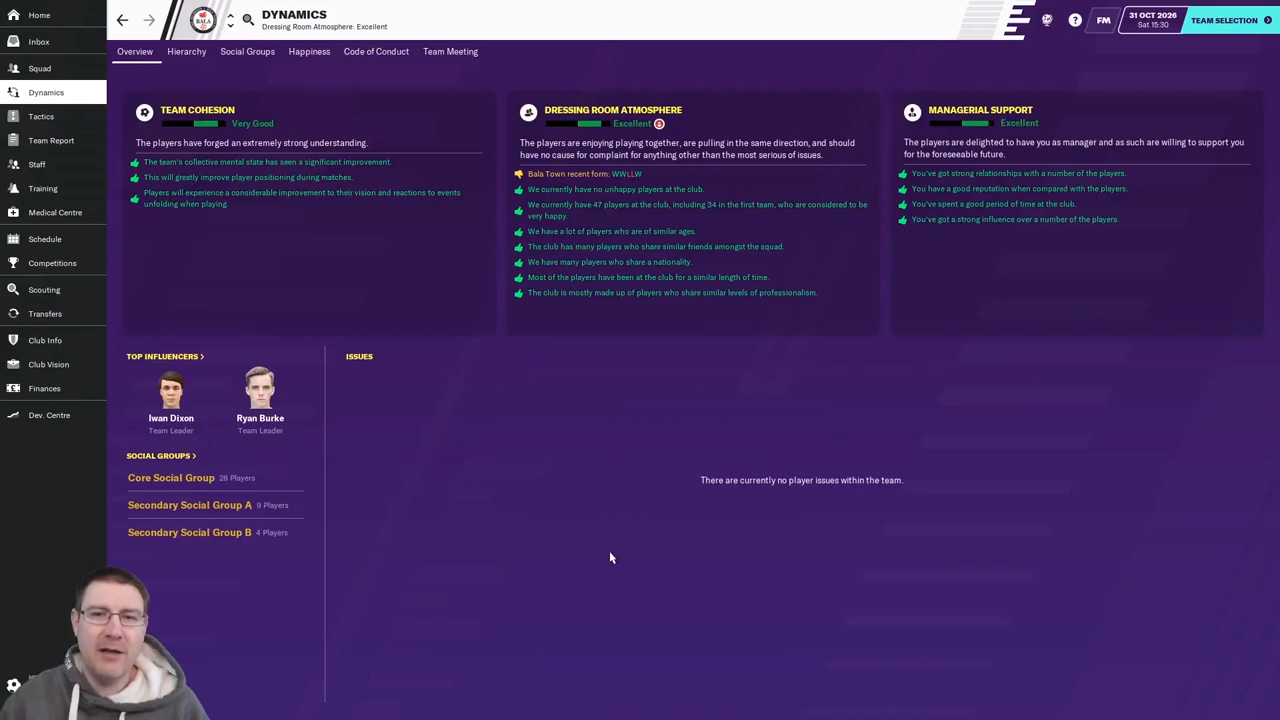 Home
Inbox
Squad
Dynamics
Tactics
Team Report
Staff
Training
Medical Centre
Schedule
Competitions
Scouting
Transfers
Club Info
Club Vision
Finances
Dev. Centre
BALA
DYNAMICS
Dressing Room Atmosphere: Excellent
?
FM
31 OCT 2026
Sat 15:30
TEAM SELECTION
Overview Hierarchy Social Groups Happiness Code of Conduct Team Meeting
TEAM COHESION
Very Good
The players have forged an extremely strong understanding.
The team's collective mental state has seen a significant improvement.
This will greatly improve player positioning during matches.
Players will experience a considerable improvement to their vision and reactions to events
unfolding when playing.
DRESSING ROOM ATMOSPHERE
Excellent
The players are enjoying playing together, are pulling in the same direction, and should
have no cause for complaint for anything other than the most serious of issues.
Bala Town recent form: WWLLW
We currently have no unhappy players at the club.
We currently have 47 players at the club, including 34 in the first team, who are considered to be
very happy.
We have a lot of players who are of similar ages.
The club has many players who share similar friends amongst the squad.
We have many players who share a nationality.
Most of the players have been at the club for a similar length of time.
The club is mostly made up of players who share similar levels of professionalism.
MANAGERIAL SUPPORT
Excellent
The players are delighted to have you as manager and as such are willing to support you
for the foreseeable future.
You've got strong relationships with a number of the players.
You have a good reputation when compared with the players.
You've spent a good period of time at the club.
You've got a strong influence over a number of the players.
TOP INFLUENCERS >
Iwan Dixon
Team Leader
Ryan Burke
Team Leader
SOCIAL GROUPS >
Core Social Group 28 Players
Secondary Social Group A 9 Players
Secondary Social Group B 4 Players
ISSUES
There are currently no player issues within the team.